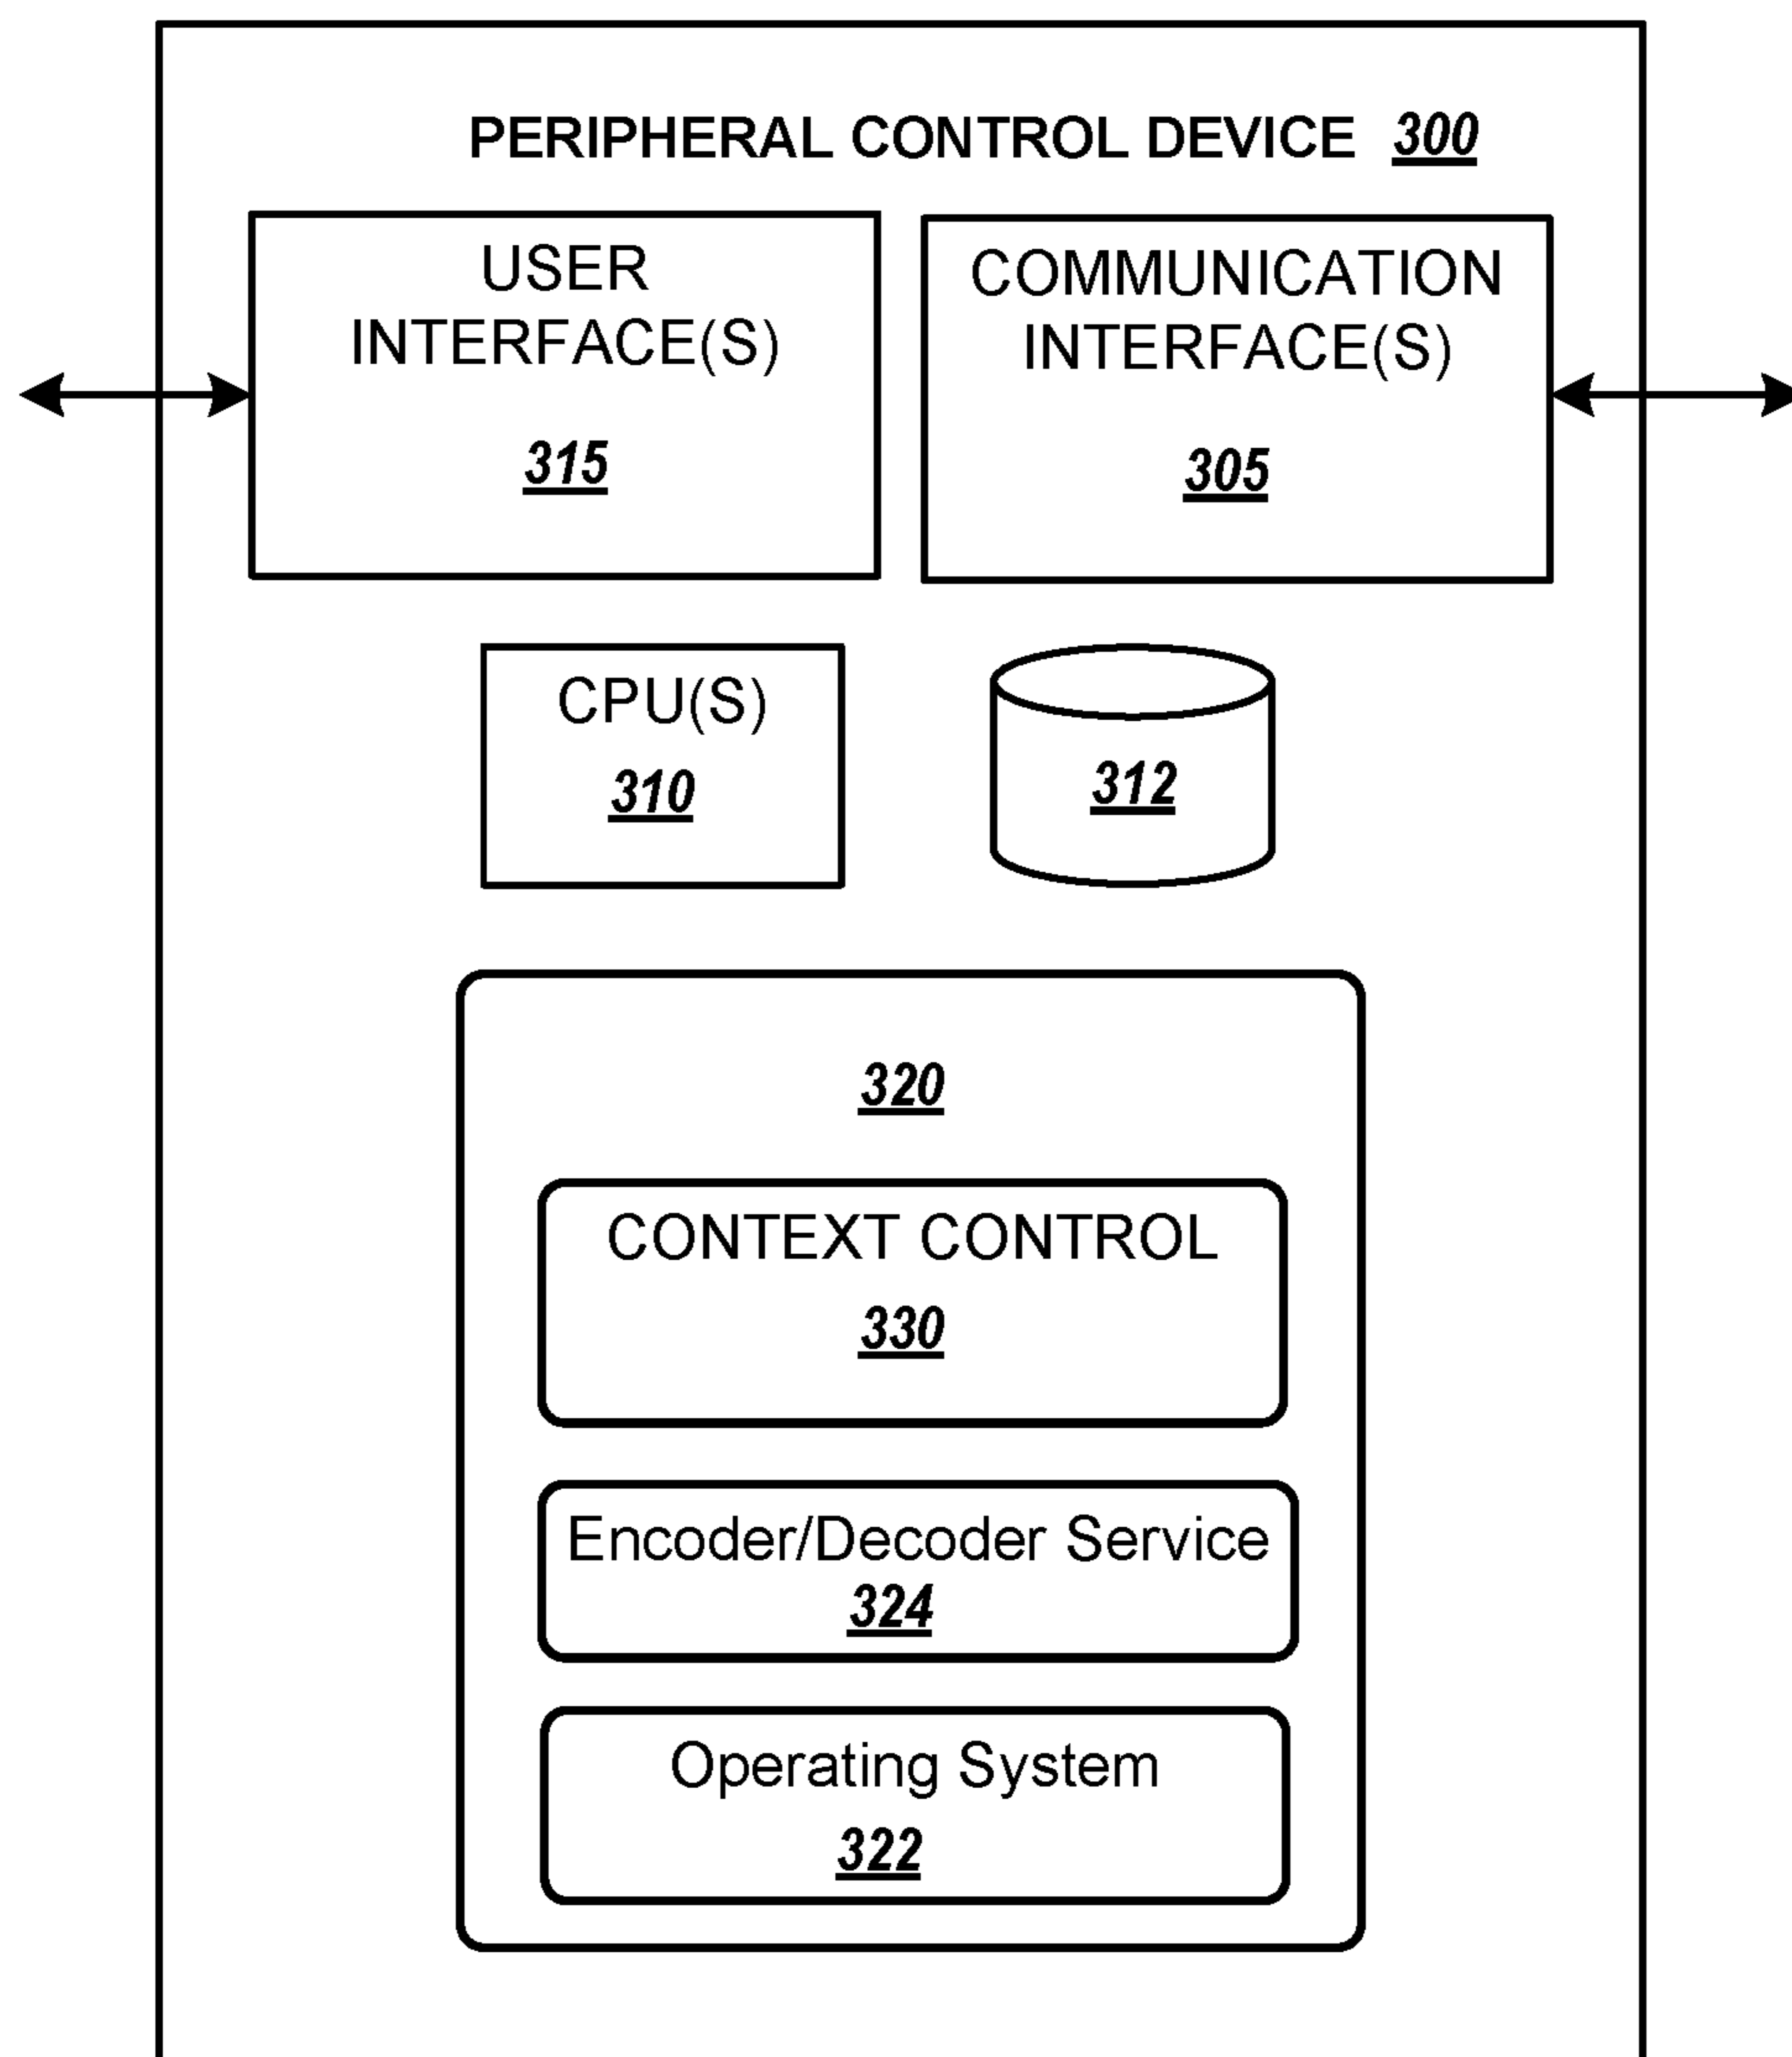 PERIPHERAL CONTROL DEVICE 300
USER
INTERFACE(S)
315
COMMUNICATION
INTERFACE(S)
305
CPU(S)
310
312
320
CONTEXT CONTROL
330
Encoder/Decoder Service
324
Operating System
322